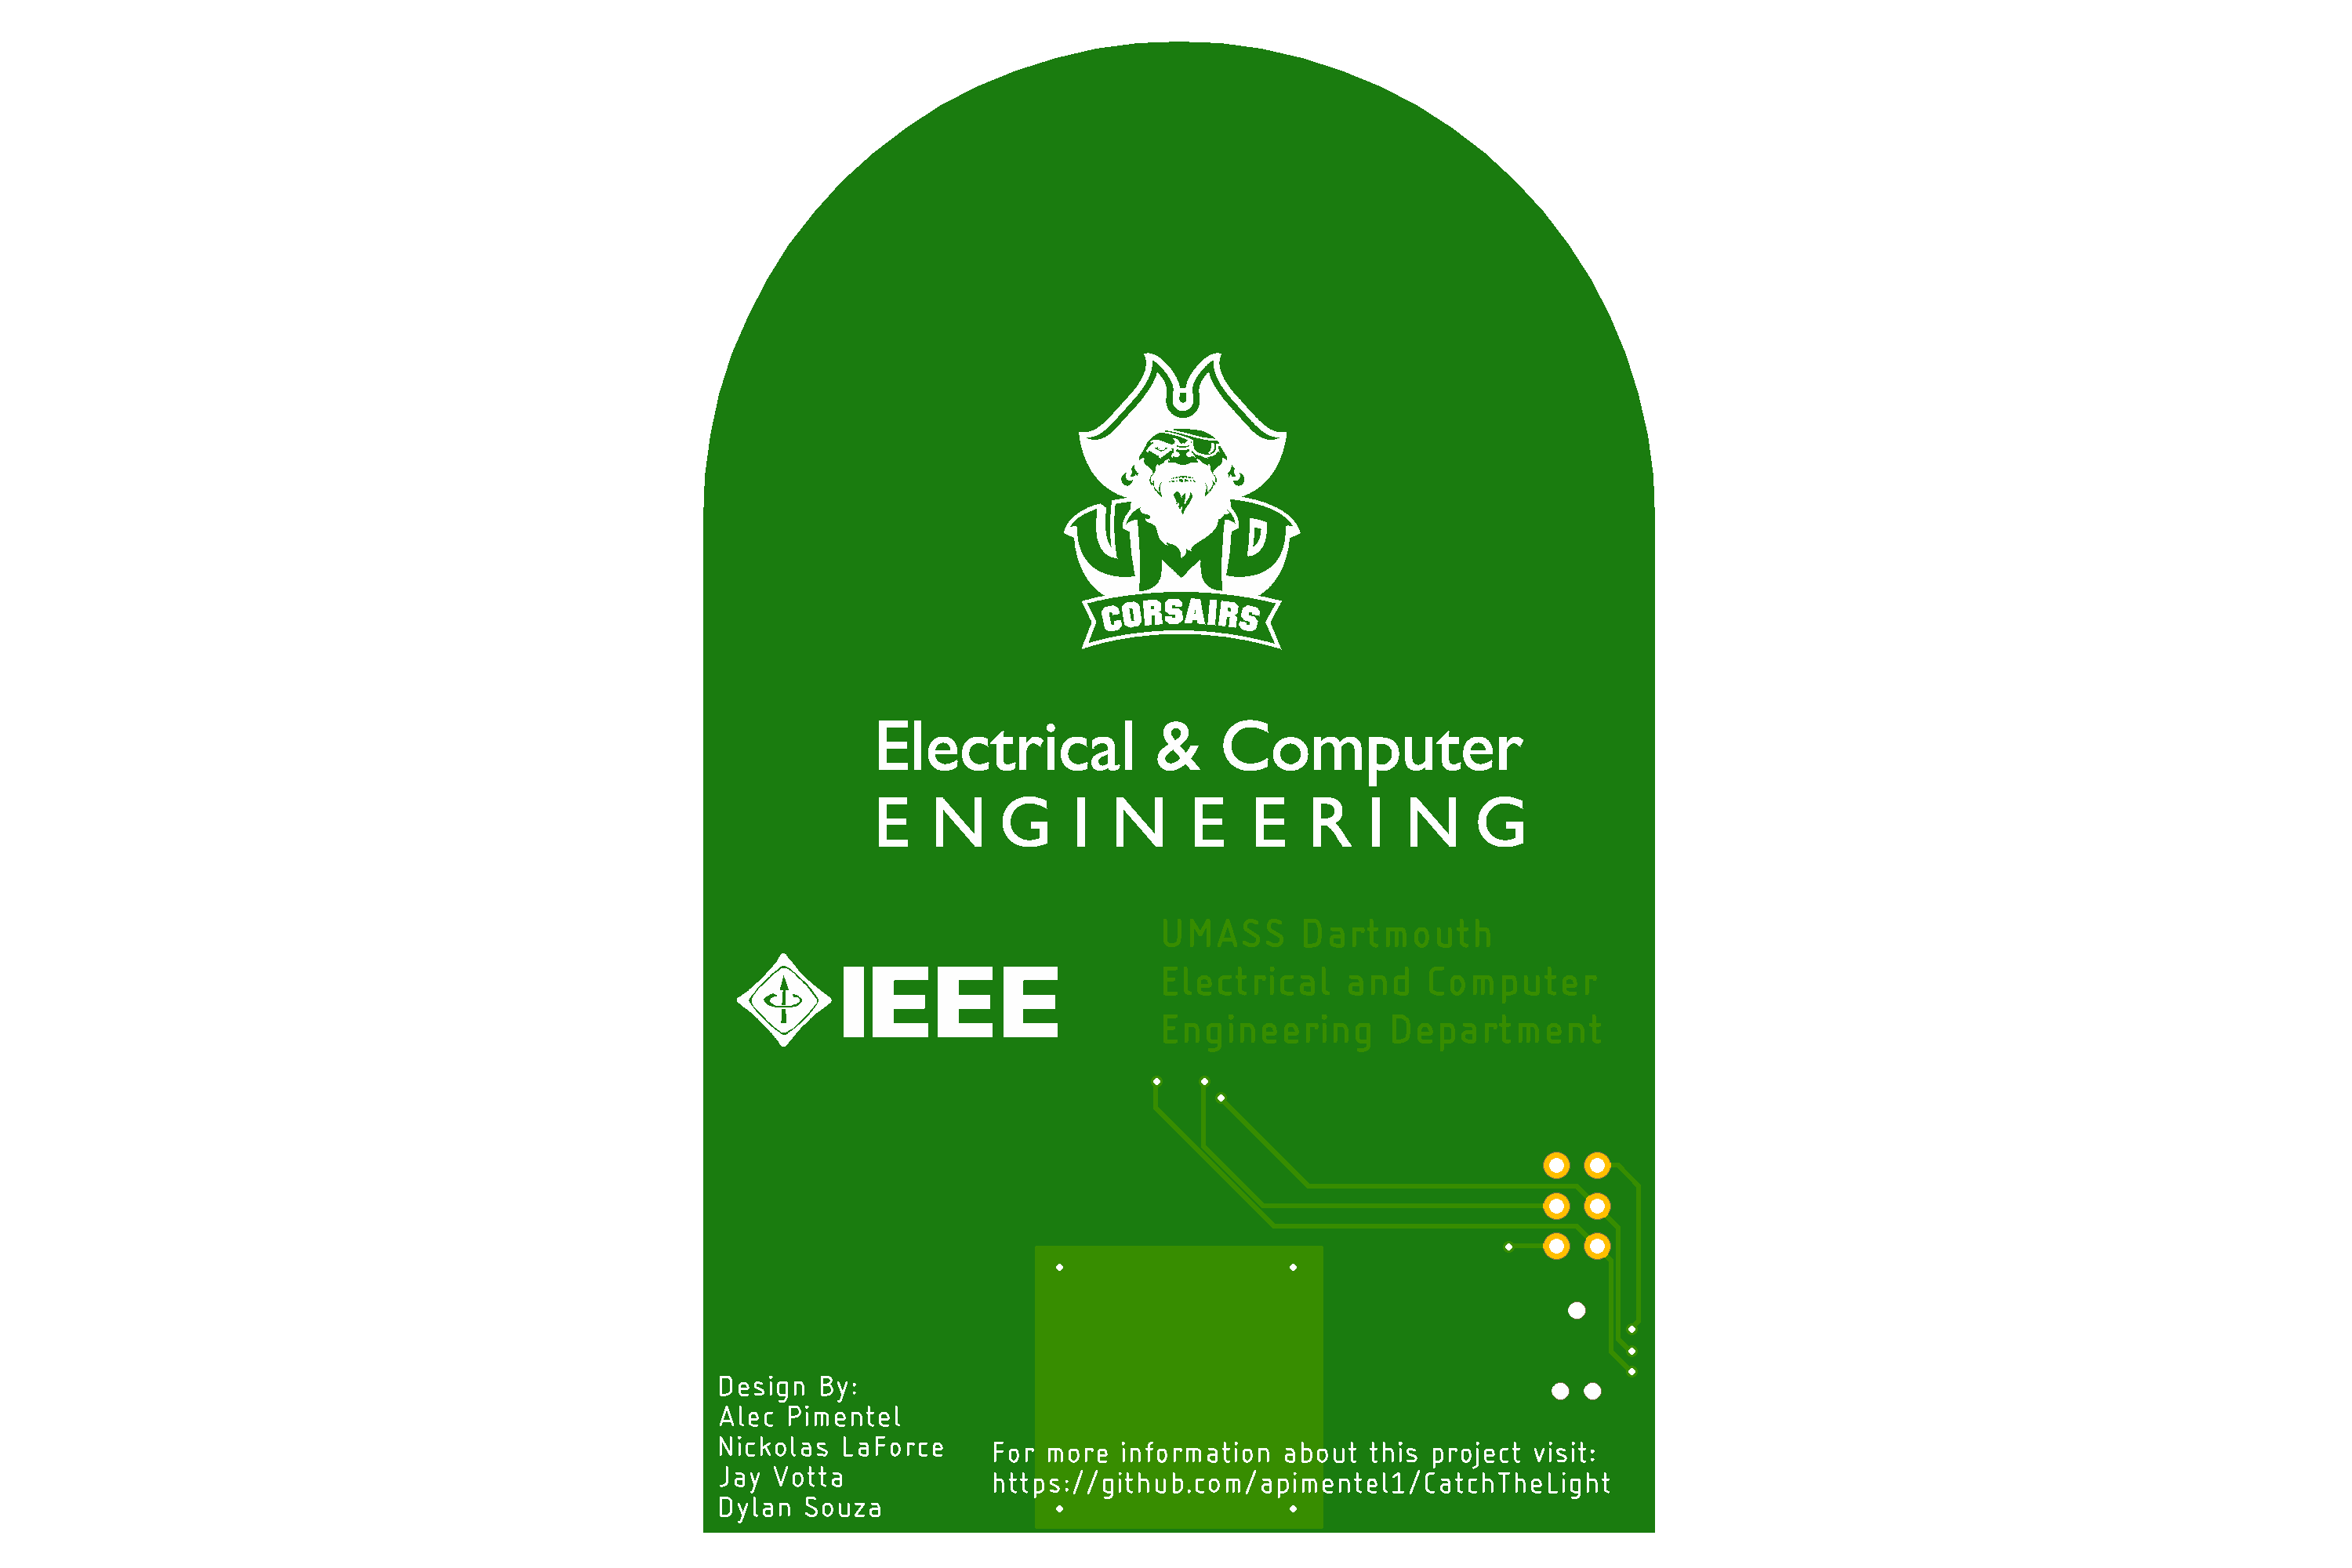 UMD
CORSAIRS
Electrical & Computer
ENGINEERING
IEEE
UMASS Dartmouth
Electrical and Computer
Engineering Department
Design By:
Alec Pimentel
Nickolas LaForce
Jay Votta
Dylan Souza
For more information about this project visit:
https://github.com/apimentel1/CatchTheLight